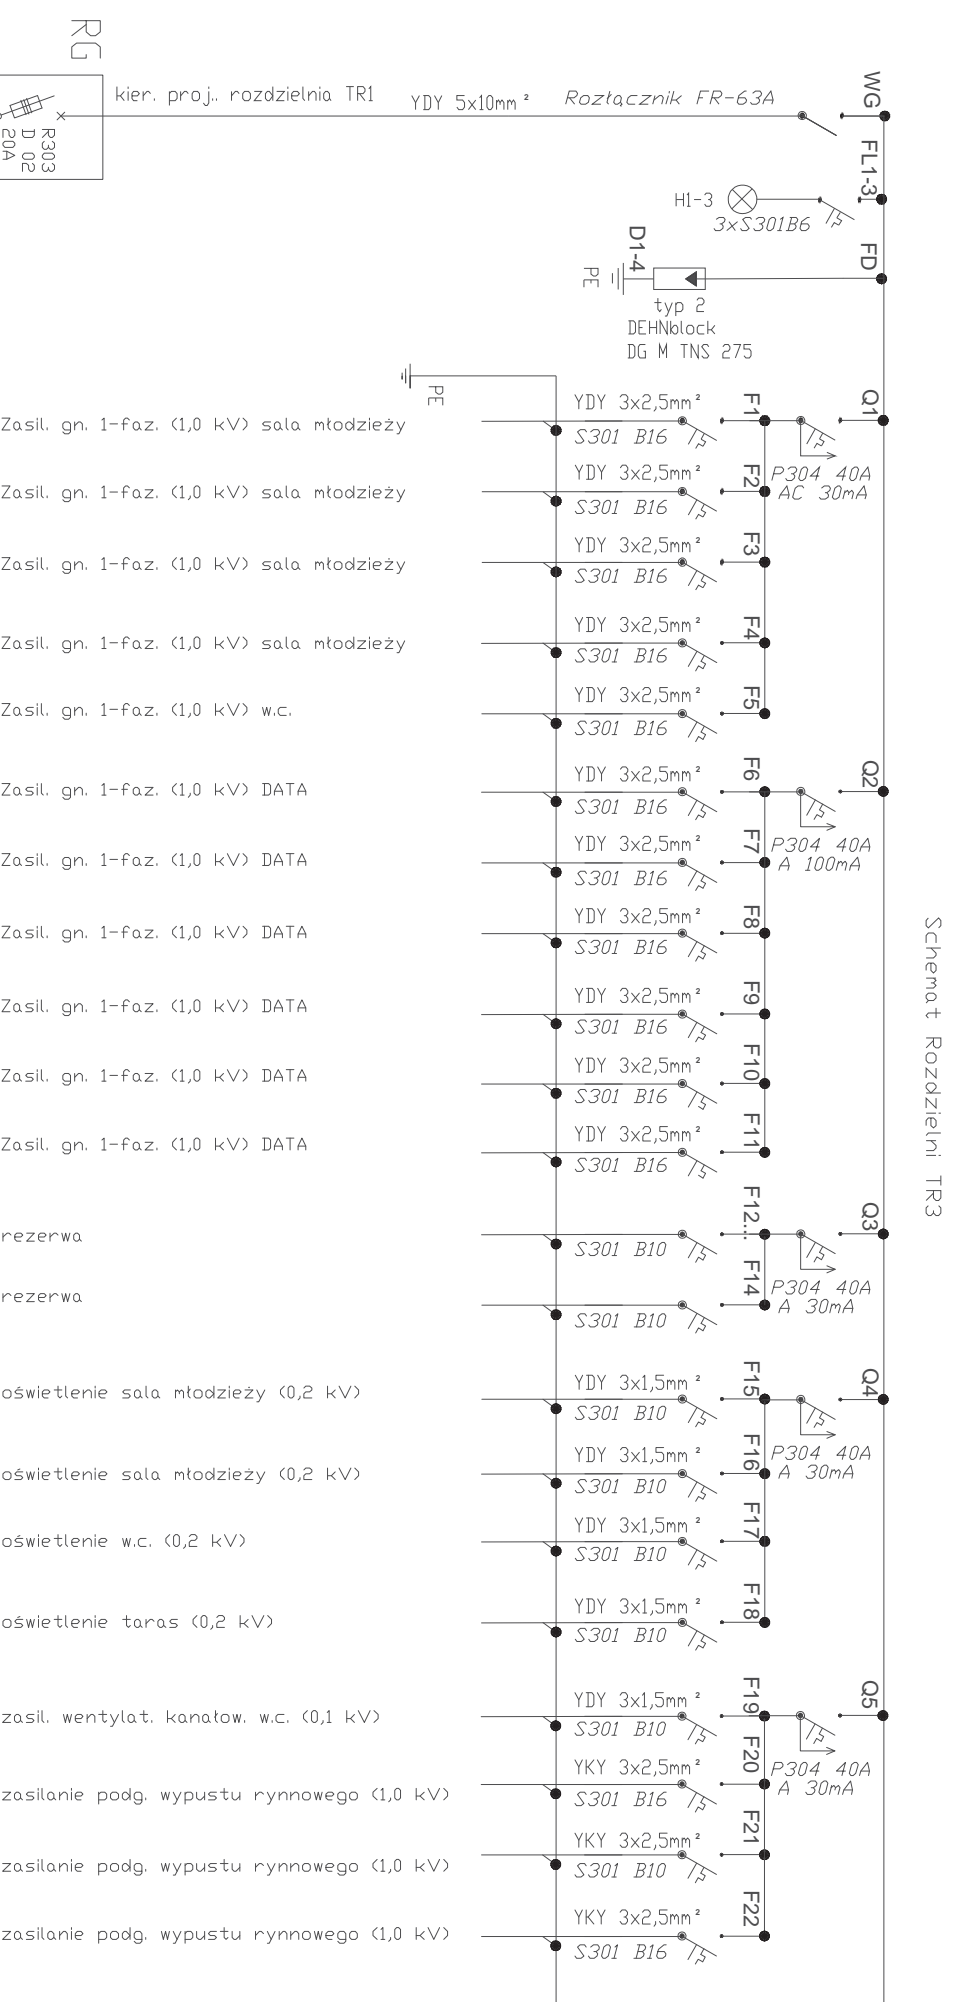 RG
R303
D 02
20A
kier. proj.. rozdzielnia TR1
YDY 5x10mm²
Rozłącznik FR-63A
WG
FL1-3
H1-3
3xS301B6
FD
D1-4
PE
typ 2
DEHNblock
DG M TNS 275
PE
Schemat Rozdzielni TR3
Q1
P304 40A
AC 30mA
Zasil. gn. 1-faz. (1,0 kV) sala młodzieży
YDY 3x2,5mm²
S301 B16
F1
Zasil. gn. 1-faz. (1,0 kV) sala młodzieży
YDY 3x2,5mm²
S301 B16
F2
Zasil. gn. 1-faz. (1,0 kV) sala młodzieży
YDY 3x2,5mm²
S301 B16
F3
Zasil. gn. 1-faz. (1,0 kV) sala młodzieży
YDY 3x2,5mm²
S301 B16
F4
Zasil. gn. 1-faz. (1,0 kV) w.c.
YDY 3x2,5mm²
S301 B16
F5
Q2
P304 40A
A 100mA
Zasil. gn. 1-faz. (1,0 kV) DATA
YDY 3x2,5mm²
S301 B16
F6
Zasil. gn. 1-faz. (1,0 kV) DATA
YDY 3x2,5mm²
S301 B16
F7
Zasil. gn. 1-faz. (1,0 kV) DATA
YDY 3x2,5mm²
S301 B16
F8
Zasil. gn. 1-faz. (1,0 kV) DATA
YDY 3x2,5mm²
S301 B16
F9
Zasil. gn. 1-faz. (1,0 kV) DATA
YDY 3x2,5mm²
S301 B16
F10
Zasil. gn. 1-faz. (1,0 kV) DATA
YDY 3x2,5mm²
S301 B16
F11
Q3
P304 40A
A 30mA
rezerwa
S301 B10
F12...
rezerwa
S301 B10
F14
Q4
P304 40A
A 30mA
oświetlenie sala młodzieży (0,2 kV)
YDY 3x1,5mm²
S301 B10
F15
oświetlenie sala młodzieży (0,2 kV)
YDY 3x1,5mm²
S301 B10
F16
oświetlenie w.c. (0,2 kV)
YDY 3x1,5mm²
S301 B10
F17
oświetlenie taras (0,2 kV)
YDY 3x1,5mm²
S301 B10
F18
Q5
P304 40A
A 30mA
zasil. wentylat. kanałow. w.c. (0,1 kV)
YDY 3x1,5mm²
S301 B10
F19
zasilanie podg. wypustu rynnowego (1,0 kV)
YKY 3x2,5mm²
S301 B16
F20
zasilanie podg. wypustu rynnowego (1,0 kV)
YKY 3x2,5mm²
S301 B10
F21
zasilanie podg. wypustu rynnowego (1,0 kV)
YKY 3x2,5mm²
S301 B16
F22